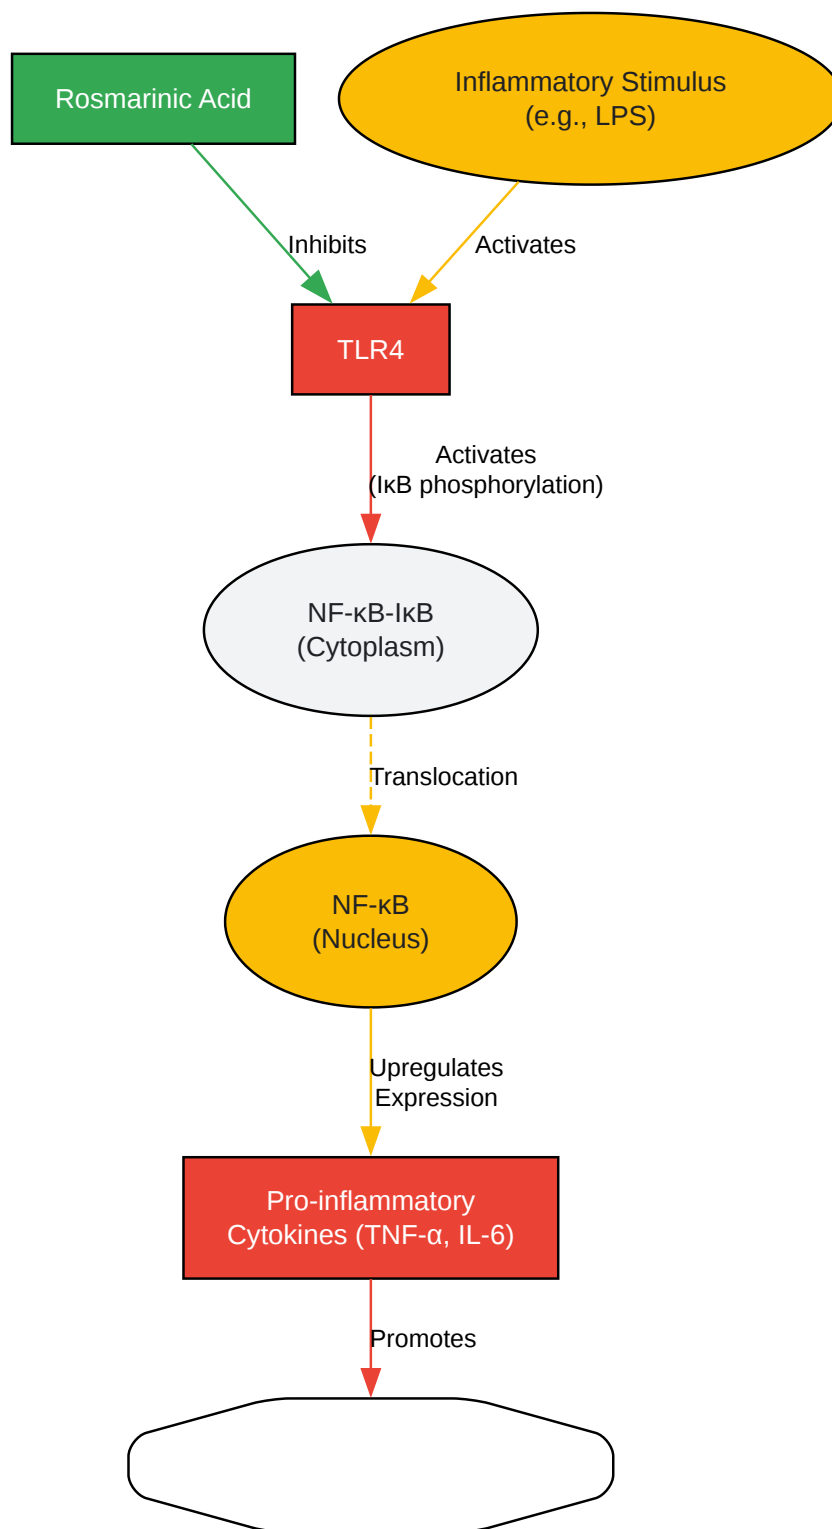 Rosmarinic Acid
Inflammatory Stimulus
(e.g., LPS)
Inhibits
Activates
TLR4
Activates
(IκB phosphorylation)
NF-κB-IκB
(Cytoplasm)
Translocation
NF-κB
(Nucleus)
Upregulates
Expression
Pro-inflammatory
Cytokines (TNF-α, IL-6)
Promotes